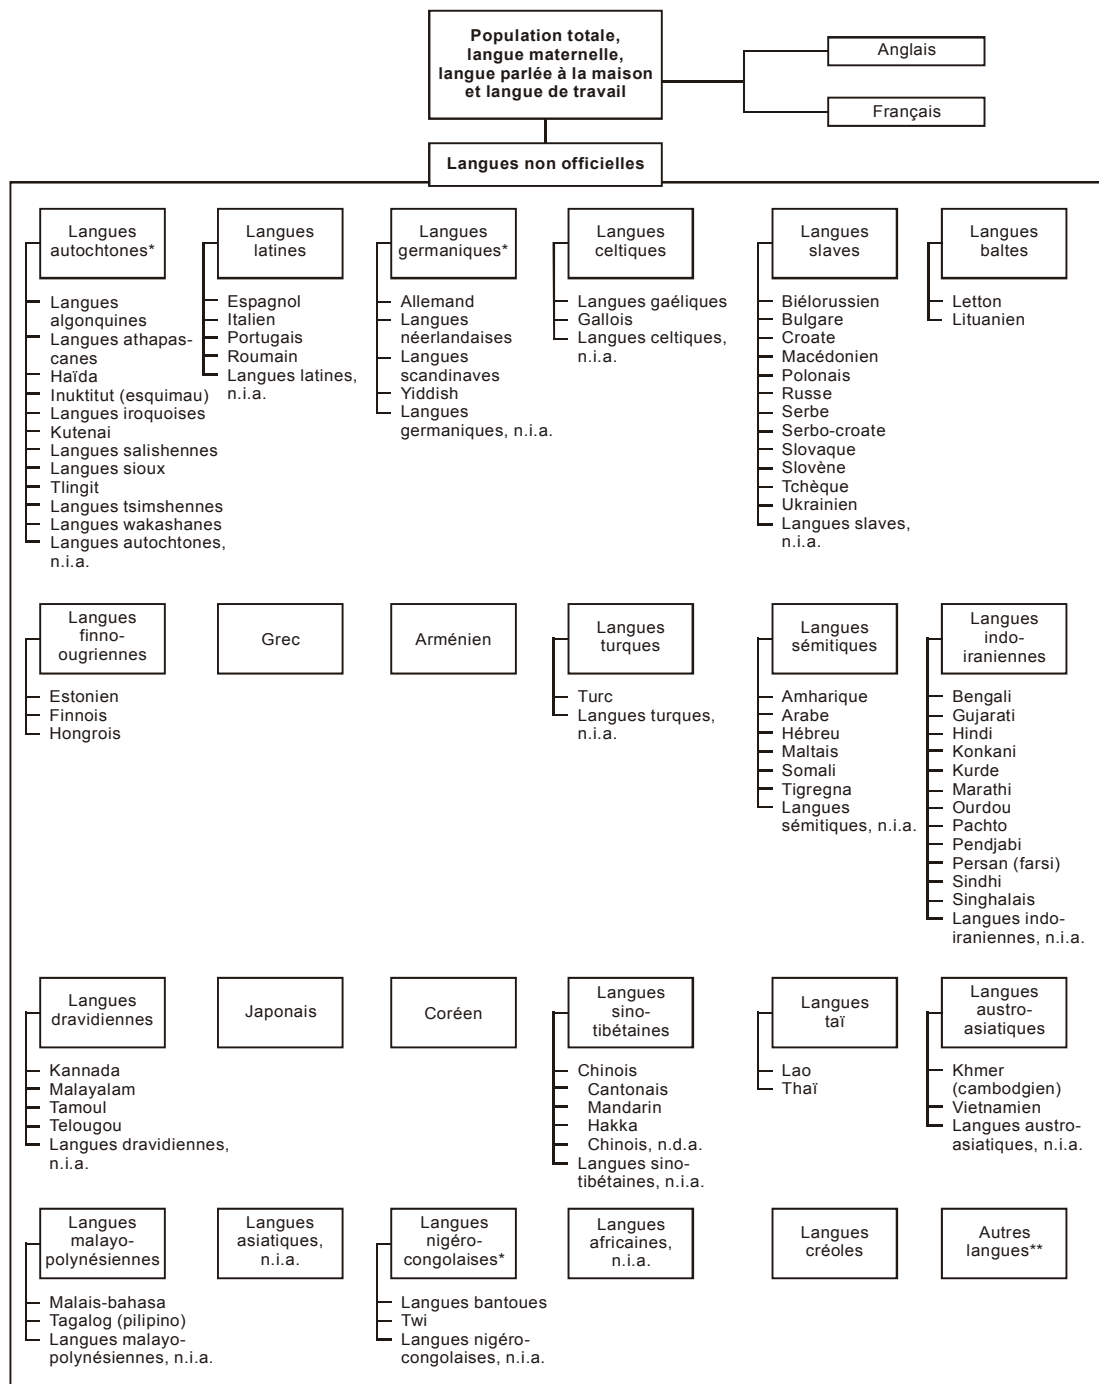 Population totale,
langue maternelle,
langue parlée à la maison
et langue de travail
Anglais
Français
Langues non officielles
Langues
autochtones*
Langues
algonquines
Langues athapas-
canes
Haïda
Inuktitut (esquimau)
Langues iroquoises
Kutenai
Langues salishennes
Langues sioux
Tlingit
Langues tsimshennes
Langues wakashanes
Langues autochtones,
n.i.a.
Langues
latines
Espagnol
Italien
Portugais
Roumain
Langues latines,
n.i.a.
Langues
germaniques*
Allemand
Langues
néerlandaises
Langues
scandinaves
Yiddish
Langues
germaniques, n.i.a.
Langues
celtiques
Langues gaéliques
Gallois
Langues celtiques,
n.i.a.
Langues
slaves
Biélorussien
Bulgare
Croate
Macédonien
Polonais
Russe
Serbe
Serbo-croate
Slovaque
Slovène
Tchèque
Ukrainien
Langues slaves,
n.i.a.
Langues
baltes
Letton
Lituanien
Langues
finno-
ougriennes
Estonien
Finnois
Hongrois
Grec
Arménien
Langues
turques
Turc
Langues turques,
n.i.a.
Langues
sémitiques
Amharique
Arabe
Hébreu
Maltais
Somali
Tigregna
Langues
sémitiques, n.i.a.
Langues
indo-
iraniennes
Bengali
Gujarati
Hindi
Konkani
Kurde
Marathi
Ourdou
Pachto
Pendjabi
Persan (farsi)
Sindhi
Singhalais
Langues indo-
iraniennes, n.i.a.
Langues
dravidiennes
Kannada
Malayalam
Tamoul
Telougou
Langues dravidiennes,
n.i.a.
Japonais
Coréen
Langues
sino-
tibétaines
Chinois
Cantonais
Mandarin
Hakka
Chinois, n.d.a.
Langues sino-
tibétaines, n.i.a.
Langues
taï
Lao
Thaï
Langues
austro-
asiatiques
Khmer
(cambodgien)
Vietnamien
Langues austro-
asiatiques, n.i.a.
Langues
malayo-
polynésiennes
Malais-bahasa
Tagalog (pilipino)
Langues malayo-
polynésiennes, n.i.a.
Langues
asiatiques,
n.i.a.
Langues
nigéro-
congolaises*
Langues bantoues
Twi
Langues nigéro-
congolaises, n.i.a.
Langues
africaines,
n.i.a.
Langues
créoles
Autres
langues**